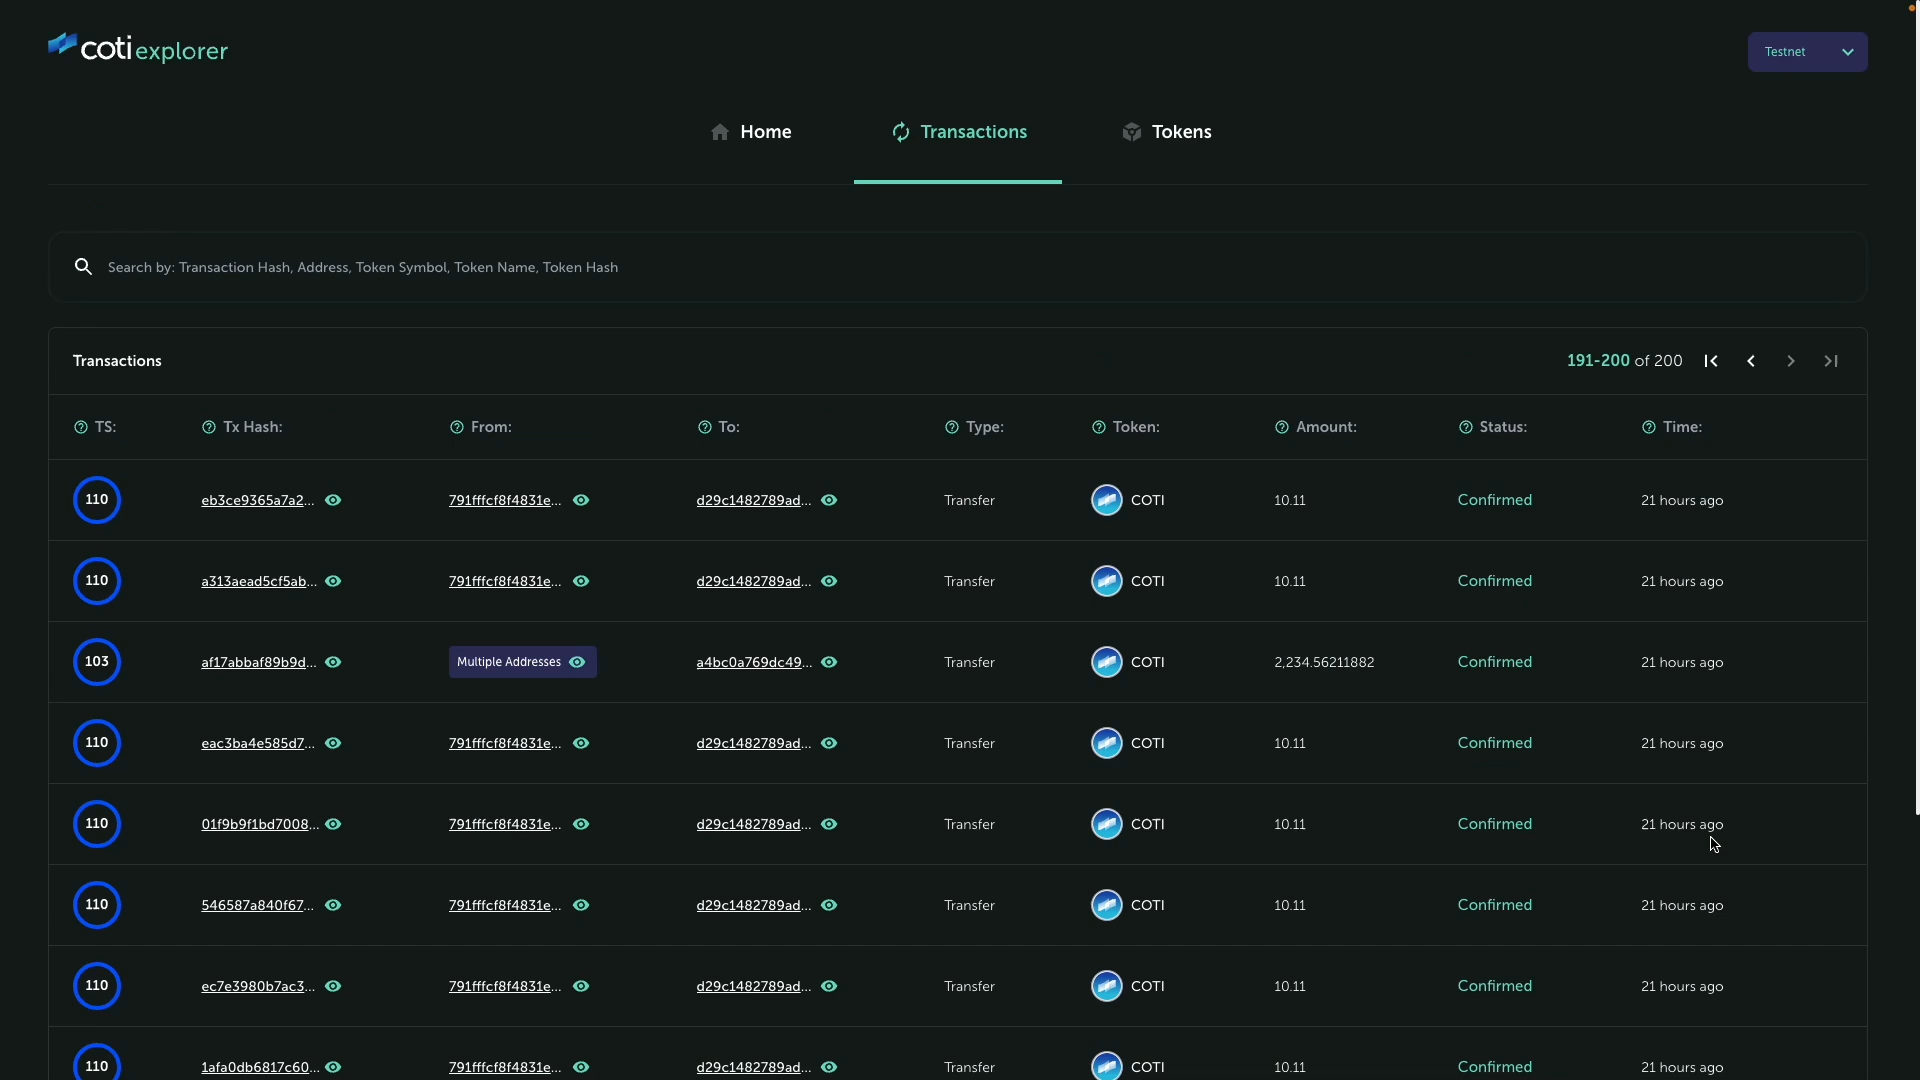 coti explorer
Testnet
Home Transactions Tokens
Search by: Transaction Hash, Address, Token Symbol, Token Name, Token Hash
Transactions 191-200 of 200
TS: Tx Hash: From: To: Type: Token: Amount: Status: Time:
110 eb3ce9365a7a2... 791fffcf8f4831e... d29c1482789ad... Transfer COTI 10.11 Confirmed 21 hours ago
110 a313aead5cf5ab... 791fffcf8f4831e... d29c1482789ad... Transfer COTI 10.11 Confirmed 21 hours ago
103 af17abbaf89b9d... Multiple Addresses a4bc0a769dc49... Transfer COTI 2,234.56211882 Confirmed 21 hours ago
110 eac3ba4e585d7... 791fffcf8f4831e... d29c1482789ad... Transfer COTI 10.11 Confirmed 21 hours ago
110 01f9b9f1bd7008... 791fffcf8f4831e... d29c1482789ad... Transfer COTI 10.11 Confirmed 21 hours ago
110 546587a840f67... 791fffcf8f4831e... d29c1482789ad... Transfer COTI 10.11 Confirmed 21 hours ago
110 ec7e3980b7ac3... 791fffcf8f4831e... d29c1482789ad... Transfer COTI 10.11 Confirmed 21 hours ago
110 1afa0db6817c60... 791fffcf8f4831e... d29c1482789ad... Transfer COTI 10.11 Confirmed 21 hours ago